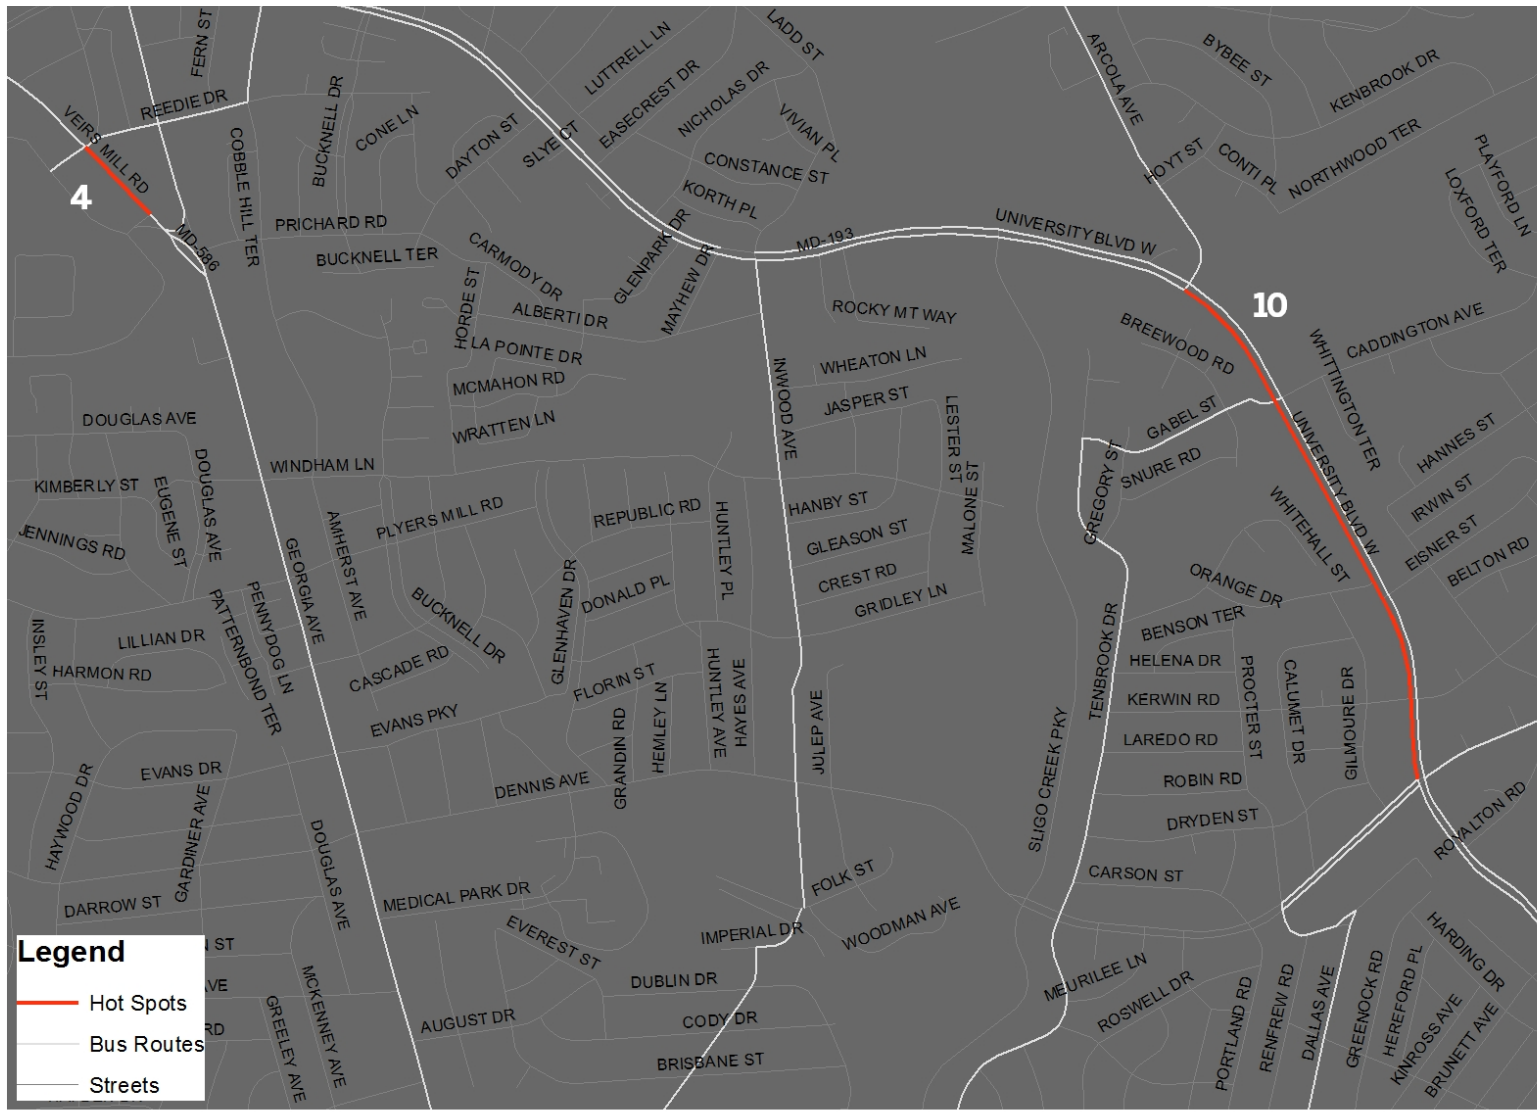 FERN ST
REEDIE DR
VEIRS MILL RD
4
MD-586
COBBLE HILL TER
BUCKNELL DR
CONE LN
PRICHARD RD
BUCKNELL TER
DAYTON ST
SLYE CT
LUTTRELL LN
EASECREST DR
NICHOLAS DR
LADD ST
VIVIAN PL
CONSTANCE ST
KORTH PL
GLENPARK DR
MAYHEW DR
CARMODY DR
HORDE ST
ALBERTI DR
LA POINTE DR
MCMAHON RD
WRATTEN LN
MD-193
UNIVERSITY BLVD W
ARCOLA AVE
BYBEE ST
KENBROOK DR
HOYT ST
CONTI PL
NORTHWOOD TER
PLAYFORD LN
LOXFORD TER
10
ROCKY MT WAY
WHEATON LN
JASPER ST
INWOOD AVE
LESTER ST
MALONE ST
BREEWOOD RD
GABEL ST
SNURE RD
GREGORY ST
WHITTINGTON TER
CADDINGTON AVE
UNIVERSITY BLVD W
HANNES ST
IRWIN ST
EISNER ST
BELTON RD
WHITEHALL ST
DOUGLAS AVE
WINDHAM LN
KIMBERLY ST
EUGENE ST
DOUGLAS AVE
JENNINGS RD
GEORGIA AVE
AMHERST AVE
PLYERS MILL RD
REPUBLIC RD
HUNTLEY PL
HANBY ST
GLEASON ST
CREST RD
GRIDLEY LN
DONALD PL
GLENHAVEN DR
BUCKNELL DR
PENNYDOG LN
PATTERNBOND TER
INSLEY ST
LILLIAN DR
HARMON RD
CASCADE RD
EVANS PKY
FLORIN ST
GRANDIN RD
HEMLEY LN
HUNTLEY AVE
HAYES AVE
JULEP AVE
TENBROOK DR
SLIGO CREEK PKY
ORANGE DR
BENSON TER
HELENA DR
KERWIN RD
LAREDO RD
ROBIN RD
DRYDEN ST
PROCTER ST
CALUMET DR
GILMOURE DR
ROYALTON RD
EVANS DR
HAYWOOD DR
GARDINER AVE
DENNIS AVE
DOUGLAS AVE
DARROW ST
MEDICAL PARK DR
EVEREST ST
IMPERIAL DR
FOLK ST
WOODMAN AVE
CARSON ST
DUBLIN DR
CODY DR
BRISBANE ST
AUGUST DR
MCKENNEY AVE
GREELEY AVE
MEURILEE LN
ROSWELL DR
PORTLAND RD
RENFREW RD
DALLAS AVE
GREENOCK RD
HEREFORD PL
KINROSS AVE
BRUNETT AVE
HARDING DR
N ST
AVE
RD
Legend
Hot Spots
Bus Routes
Streets